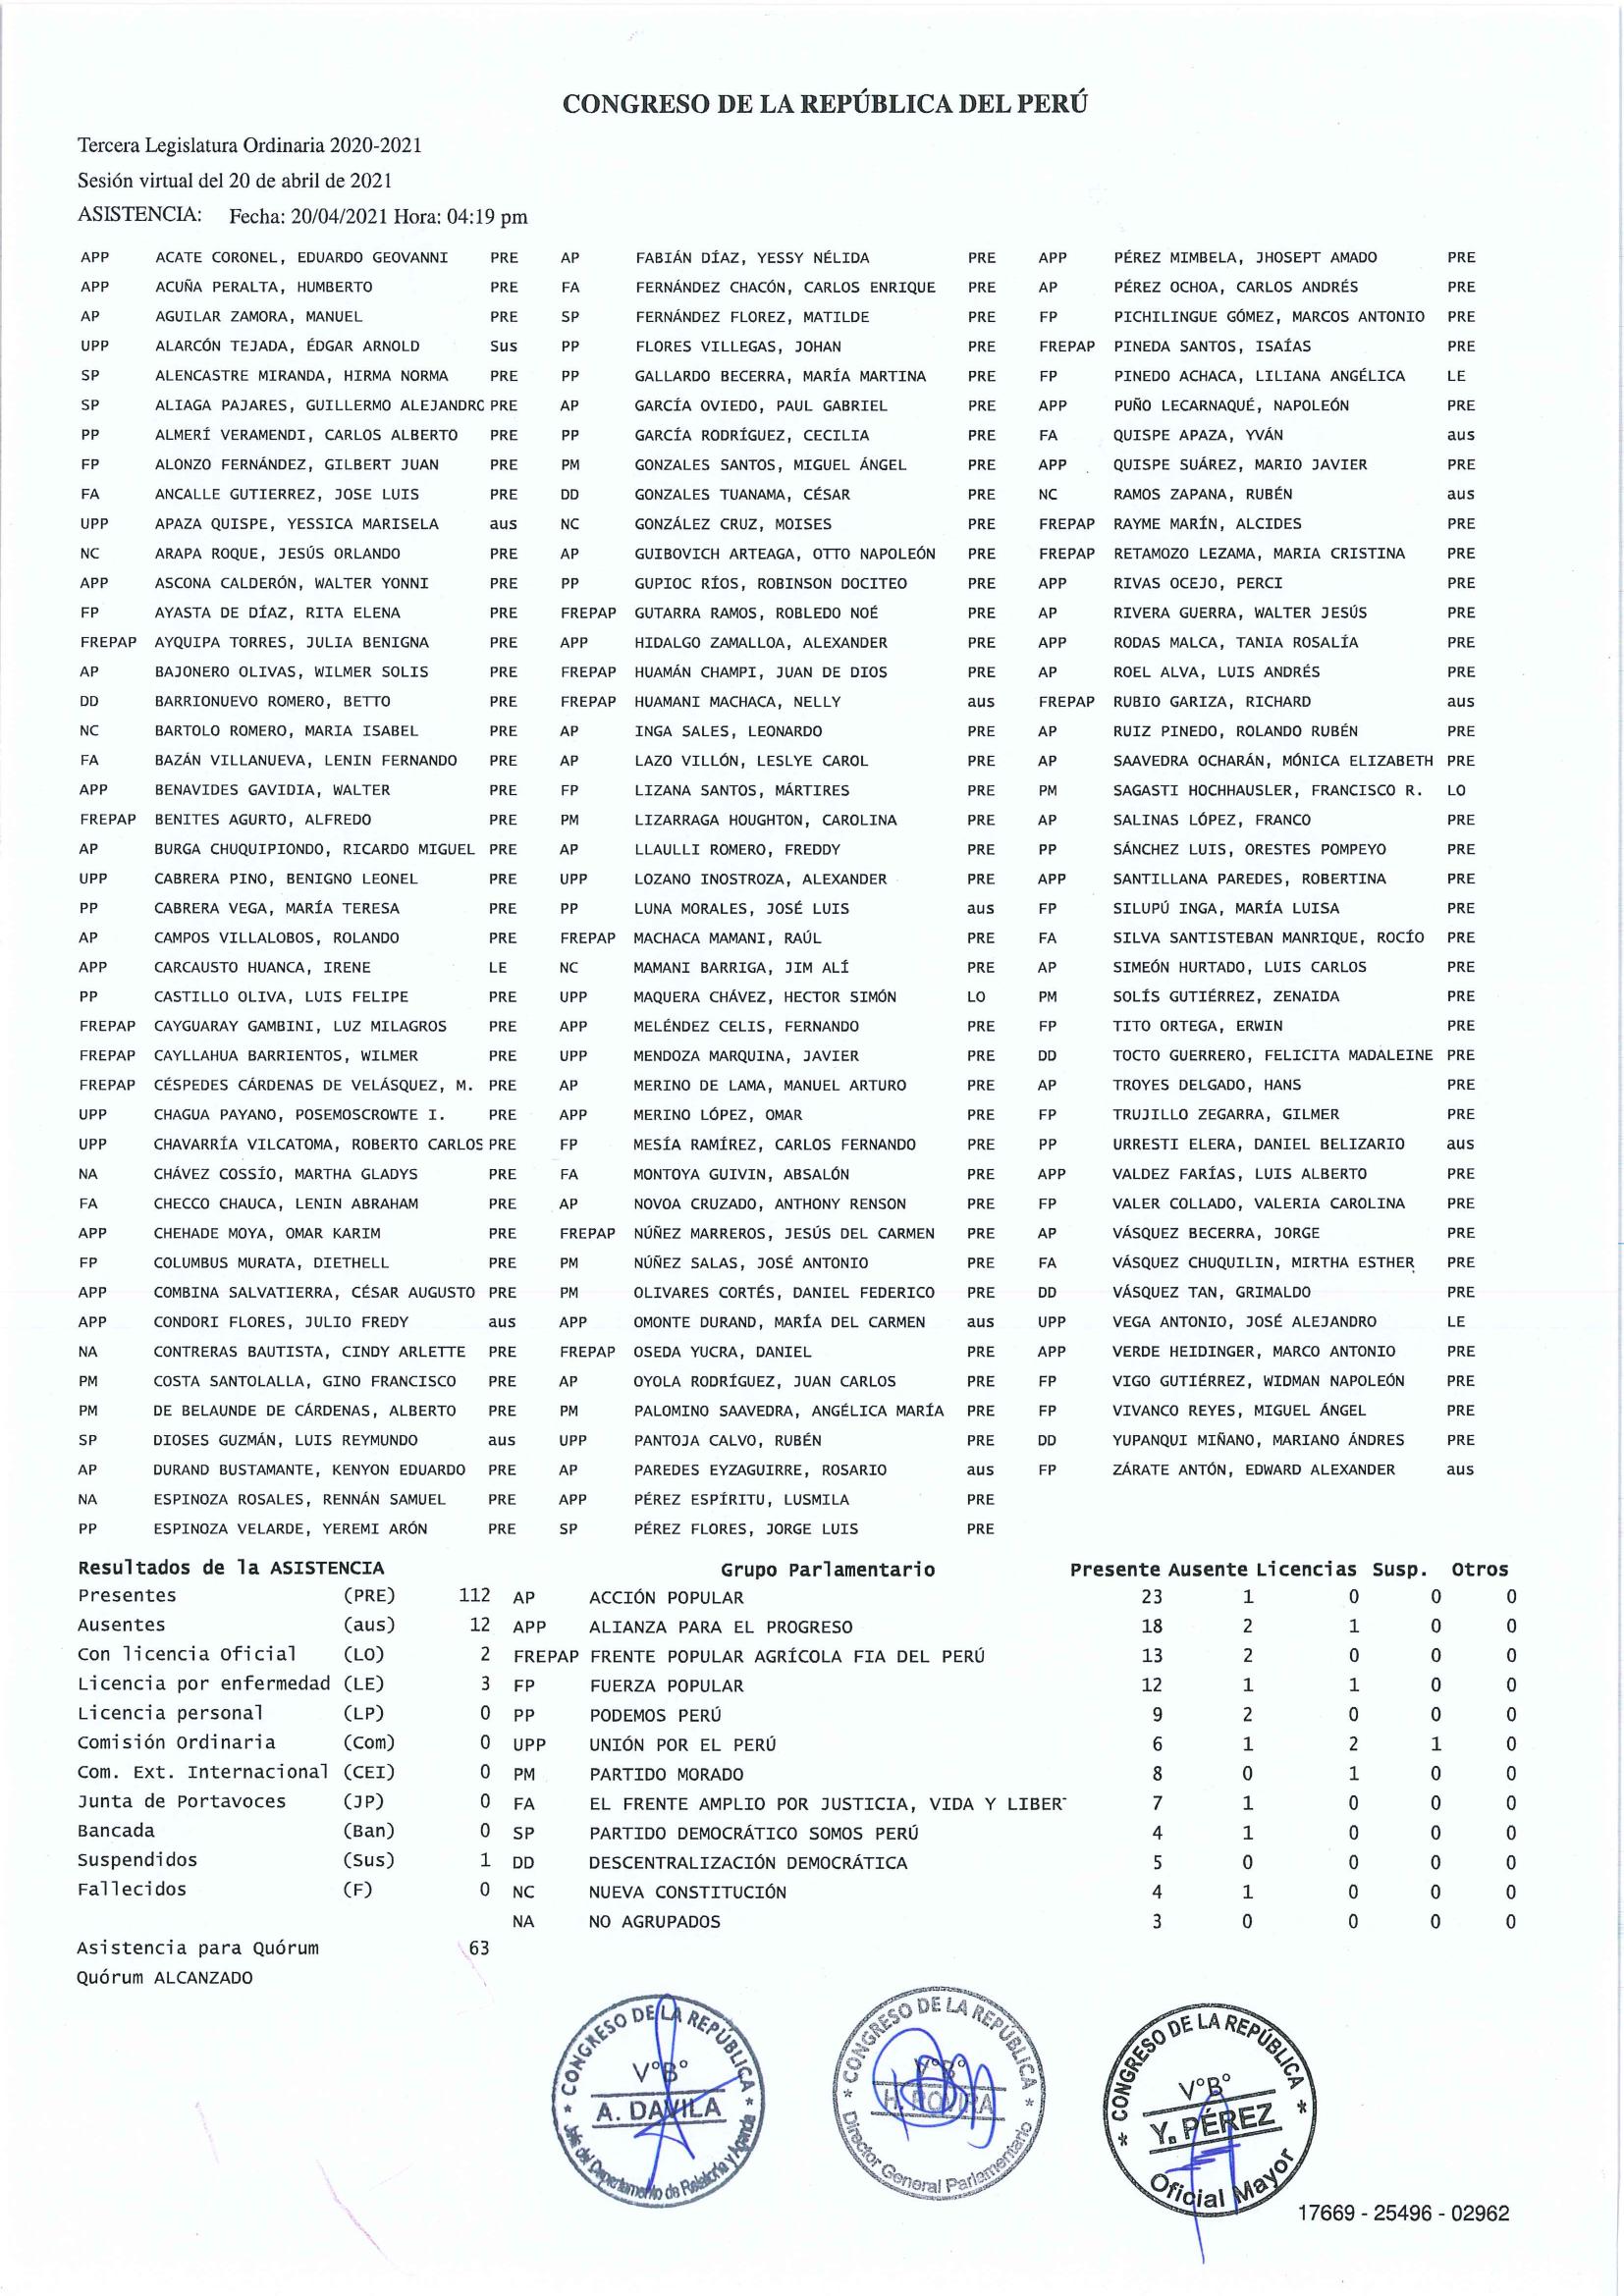 CONGRESO DE LA REPÚBLICA DEL PERÚ
Tercera Legislatura Ordinaria 2020-2021
Sesión virtual del 20 de abril de 2021
ASISTENCIA: Fecha: 20/04/2021 Hora: 04:19 pm
APP ACATE CORONEL, EDUARDO GEOVANNI PRE AP FABIÁN DÍAZ, YESSY NÉLIDA PRE APP PÉREZ MIMBELA, JHOSEPT AMADO PRE
APP ACUÑA PERALTA, HUMBERTO PRE FA FERNÁNDEZ CHACÓN, CARLOS ENRIQUE PRE AP PÉREZ OCHOA, CARLOS ANDRÉS PRE
AP AGUILAR ZAMORA, MANUEL PRE SP FERNÁNDEZ FLOREZ, MATILDE PRE FP PICHILINGUE GÓMEZ, MARCOS ANTONIO PRE
UPP ALARCÓN TEJADA, ÉDGAR ARNOLD Sus PP FLORES VILLEGAS, JOHAN PRE FREPAP PINEDA SANTOS, ISAÍAS PRE
SP ALENCASTRE MIRANDA, HIRMA NORMA PRE PP GALLARDO BECERRA, MARÍA MARTINA PRE FP PINEDO ACHACA, LILIANA ANGÉLICA LE
SP ALIAGA PAJARES, GUILLERMO ALEJANDRO PRE AP GARCÍA OVIEDO, PAUL GABRIEL PRE APP PUÑO LECARNAQUÉ, NAPOLEÓN PRE
PP ALMERÍ VERAMENDI, CARLOS ALBERTO PRE PP GARCÍA RODRÍGUEZ, CECILIA PRE FA QUISPE APAZA, YVÁN aus
FP ALONZO FERNÁNDEZ, GILBERT JUAN PRE PM GONZALES SANTOS, MIGUEL ÁNGEL PRE APP QUISPE SUÁREZ, MARIO JAVIER PRE
FA ANCALLE GUTIERREZ, JOSE LUIS PRE DD GONZALES TUANAMA, CÉSAR PRE NC RAMOS ZAPANA, RUBÉN aus
UPP APAZA QUISPE, YESSICA MARISELA aus NC GONZÁLEZ CRUZ, MOISES PRE FREPAP RAYME MARÍN, ALCIDES PRE
NC ARAPA ROQUE, JESÚS ORLANDO PRE AP GUIBOVICH ARTEAGA, OTTO NAPOLEÓN PRE FREPAP RETAMOZO LEZAMA, MARIA CRISTINA PRE
APP ASCONA CALDERÓN, WALTER YONNI PRE PP GUPIOC RÍOS, ROBINSON DOCITEO PRE APP RIVAS OCEJO, PERCI PRE
FP AYASTA DE DÍAZ, RITA ELENA PRE FREPAP GUTARRA RAMOS, ROBLEDO NOÉ PRE AP RIVERA GUERRA, WALTER JESÚS PRE
FREPAP AYQUIPA TORRES, JULIA BENIGNA PRE APP HIDALGO ZAMALLOA, ALEXANDER PRE APP RODAS MALCA, TANIA ROSALÍA PRE
AP BAJONERO OLIVAS, WILMER SOLIS PRE FREPAP HUAMÁN CHAMPI, JUAN DE DIOS PRE AP ROEL ALVA, LUIS ANDRÉS PRE
DD BARRIONUEVO ROMERO, BETTO PRE FREPAP HUAMANI MACHACA, NELLY aus FREPAP RUBIO GARIZA, RICHARD aus
NC BARTOLO ROMERO, MARIA ISABEL PRE AP INGA SALES, LEONARDO PRE AP RUIZ PINEDO, ROLANDO RUBÉN PRE
FA BAZÁN VILLANUEVA, LENIN FERNANDO PRE AP LAZO VILLÓN, LESLYE CAROL PRE AP SAAVEDRA OCHARÁN, MÓNICA ELIZABETH PRE
APP BENAVIDES GAVIDIA, WALTER PRE FP LIZANA SANTOS, MÁRTIRES PRE PM SAGASTI HOCHHAUSLER, FRANCISCO R. LO
FREPAP BENITES AGURTO, ALFREDO PRE PM LIZARRAGA HOUGHTON, CAROLINA PRE AP SALINAS LÓPEZ, FRANCO PRE
AP BURGA CHUQUIPIONDO, RICARDO MIGUEL PRE AP LLAULLI ROMERO, FREDDY PRE PP SÁNCHEZ LUIS, ORESTES POMPEYO PRE
UPP CABRERA PINO, BENIGNO LEONEL PRE UPP LOZANO INOSTROZA, ALEXANDER PRE APP SANTILLANA PAREDES, ROBERTINA PRE
PP CABRERA VEGA, MARÍA TERESA PRE PP LUNA MORALES, JOSÉ LUIS aus FP SILUPÚ INGA, MARÍA LUISA PRE
AP CAMPOS VILLALOBOS, ROLANDO PRE FREPAP MACHACA MAMANI, RAÚL PRE FA SILVA SANTISTEBAN MANRIQUE, ROCÍO PRE
APP CARCAUSTO HUANCA, IRENE LE NC MAMANI BARRIGA, JIM ALÍ PRE AP SIMEÓN HURTADO, LUIS CARLOS PRE
PP CASTILLO OLIVA, LUIS FELIPE PRE UPP MAQUERA CHÁVEZ, HECTOR SIMÓN LO PM SOLÍS GUTIÉRREZ, ZENAIDA PRE
FREPAP CAYGUARAY GAMBINI, LUZ MILAGROS PRE APP MELÉNDEZ CELIS, FERNANDO PRE FP TITO ORTEGA, ERWIN PRE
FREPAP CAYLLAHUA BARRIENTOS, WILMER PRE UPP MENDOZA MARQUINA, JAVIER PRE DD TOCTO GUERRERO, FELICITA MADALEINE PRE
FREPAP CÉSPEDES CÁRDENAS DE VELÁSQUEZ, M. PRE AP MERINO DE LAMA, MANUEL ARTURO PRE AP TROYES DELGADO, HANS PRE
UPP CHAGUA PAYANO, POSEMOSCROWTE I. PRE APP MERINO LÓPEZ, OMAR PRE FP TRUJILLO ZEGARRA, GILMER PRE
UPP CHAVARRÍA VILCATOMA, ROBERTO CARLOS PRE FP MESÍA RAMÍREZ, CARLOS FERNANDO PRE PP URRESTI ELERA, DANIEL BELIZARIO aus
NA CHÁVEZ COSSÍO, MARTHA GLADYS PRE FA MONTOYA GUIVIN, ABSALÓN PRE APP VALDEZ FARÍAS, LUIS ALBERTO PRE
FA CHECCO CHAUCA, LENIN ABRAHAM PRE AP NOVOA CRUZADO, ANTHONY RENSON PRE FP VALER COLLADO, VALERIA CAROLINA PRE
APP CHEHADE MOYA, OMAR KARIM PRE FREPAP NÚÑEZ MARREROS, JESÚS DEL CARMEN PRE AP VÁSQUEZ BECERRA, JORGE PRE
FP COLUMBUS MURATA, DIETHELL PRE PM NÚÑEZ SALAS, JOSÉ ANTONIO PRE FA VÁSQUEZ CHUQUILIN, MIRTHA ESTHER PRE
APP COMBINA SALVATIERRA, CÉSAR AUGUSTO PRE PM OLIVARES CORTÉS, DANIEL FEDERICO PRE DD VÁSQUEZ TAN, GRIMALDO PRE
APP CONDORI FLORES, JULIO FREDY aus APP OMONTE DURAND, MARÍA DEL CARMEN aus UPP VEGA ANTONIO, JOSÉ ALEJANDRO LE
NA CONTRERAS BAUTISTA, CINDY ARLETTE PRE FREPAP OSEDA YUCRA, DANIEL PRE APP VERDE HEIDINGER, MARCO ANTONIO PRE
PM COSTA SANTOLALLA, GINO FRANCISCO PRE AP OYOLA RODRÍGUEZ, JUAN CARLOS PRE FP VIGO GUTIÉRREZ, WIDMAN NAPOLEÓN PRE
PM DE BELAUNDE DE CÁRDENAS, ALBERTO PRE PM PALOMINO SAAVEDRA, ANGÉLICA MARÍA PRE FP VIVANCO REYES, MIGUEL ÁNGEL PRE
SP DIOSES GUZMÁN, LUIS REYMUNDO aus UPP PANTOJA CALVO, RUBÉN PRE DD YUPANQUI MIÑANO, MARIANO ÁNDRES PRE
AP DURAND BUSTAMANTE, KENYON EDUARDO PRE AP PAREDES EYZAGUIRRE, ROSARIO aus FP ZÁRATE ANTÓN, EDWARD ALEXANDER aus
NA ESPINOZA ROSALES, RENNÁN SAMUEL PRE APP PÉREZ ESPÍRITU, LUSMILA PRE
PP ESPINOZA VELARDE, YEREMI ARÓN PRE SP PÉREZ FLORES, JORGE LUIS PRE
Resultados de la ASISTENCIA Grupo Parlamentario Presente Ausente Licencias Susp. Otros
Presentes (PRE) 112 AP ACCIÓN POPULAR 23 1 0 0 0
Ausentes (aus) 12 APP ALIANZA PARA EL PROGRESO 18 2 1 0 0
Con licencia Oficial (LO) 2 FREPAP FRENTE POPULAR AGRÍCOLA FIA DEL PERÚ 13 2 0 0 0
Licencia por enfermedad (LE) 3 FP FUERZA POPULAR 12 1 1 0 0
Licencia personal (LP) 0 PP PODEMOS PERÚ 9 2 0 0 0
Comisión Ordinaria (Com) 0 UPP UNIÓN POR EL PERÚ 6 1 2 1 0
Com. Ext. Internacional (CEI) 0 PM PARTIDO MORADO 8 0 1 0 0
Junta de Portavoces (JP) 0 FA EL FRENTE AMPLIO POR JUSTICIA, VIDA Y LIBER 7 1 0 0 0
Bancada (Ban) 0 SP PARTIDO DEMOCRÁTICO SOMOS PERÚ 4 1 0 0 0
Suspendidos (Sus) 1 DD DESCENTRALIZACIÓN DEMOCRÁTICA 5 0 0 0 0
Fallecidos (F) 0 NC NUEVA CONSTITUCIÓN 4 1 0 0 0
NA NO AGRUPADOS 3 0 0 0 0
Asistencia para Quórum 63
Quórum ALCANZADO
* CONGRESO DE LA REPÚBLICA *
V°B°
A. DAVILA
Jefe del Departamento de Relatoría y Agenda
* CONGRESO DE LA REPÚBLICA *
V°B°
H. ROVIRA
Director General Parlamentario
* CONGRESO DE LA REPÚBLICA *
V°B°
Y. PÉREZ
Oficial Mayor
17669 - 25496 - 02962